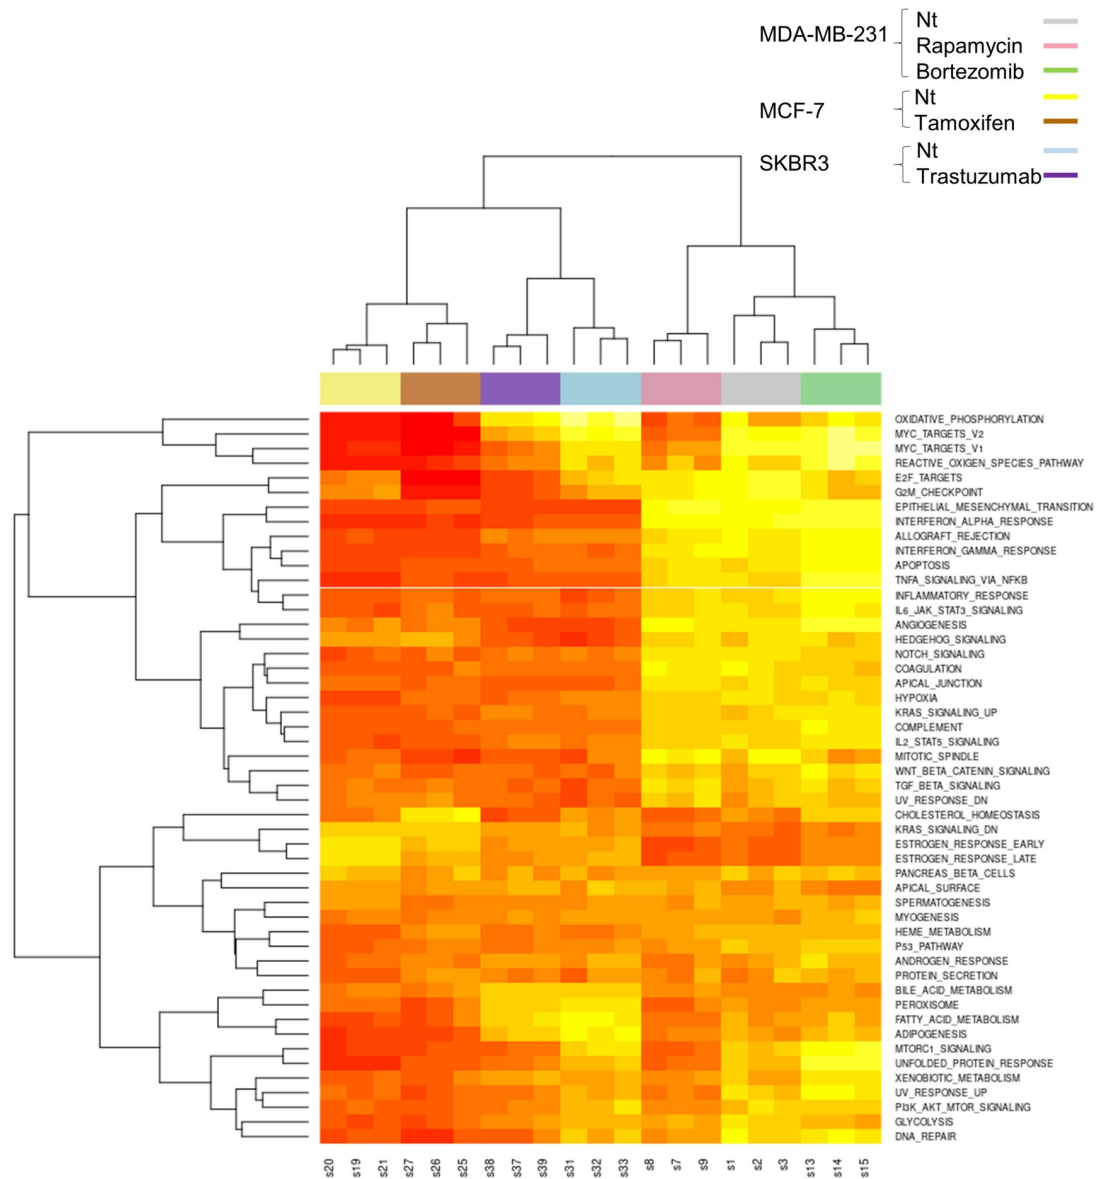 MDA-MB-231
Nt
Rapamycin
Bortezomib
MCF-7
Nt
Tamoxifen
SKBR3
Nt
Trastuzumab
OXIDATIVE_PHOSPHORYLATION
MYC_TARGETS_V2
MYC_TARGETS_V1
REACTIVE_OXIGEN_SPECIES_PATHWAY
E2F_TARGETS
G2M_CHECKPOINT
EPITHELIAL_MESENCHYMAL_TRANSITION
INTERFERON_ALPHA_RESPONSE
ALLOGRAFT_REJECTION
INTERFERON_GAMMA_RESPONSE
APOPTOSIS
TNFA_SIGNALING_VIA_NFKB
INFLAMMATORY_RESPONSE
IL6_JAK_STAT3_SIGNALING
ANGIOGENESIS
HEDGEHOG_SIGNALING
NOTCH_SIGNALING
COAGULATION
APICAL_JUNCTION
HYPOXIA
KRAS_SIGNALING_UP
COMPLEMENT
IL2_STAT5_SIGNALING
MITOTIC_SPINDLE
WNT_BETA_CATENIN_SIGNALING
TGF_BETA_SIGNALING
UV_RESPONSE_DN
CHOLESTEROL_HOMEOSTASIS
KRAS_SIGNALING_DN
ESTROGEN_RESPONSE_EARLY
ESTROGEN_RESPONSE_LATE
PANCREAS_BETA_CELLS
APICAL_SURFACE
SPERMATOGENESIS
MYOGENESIS
HEME_METABOLISM
P53_PATHWAY
ANDROGEN_RESPONSE
PROTEIN_SECRETION
BILE_ACID_METABOLISM
PEROXISOME
FATTY_ACID_METABOLISM
ADIPOGENESIS
MTORC1_SIGNALING
UNFOLDED_PROTEIN_RESPONSE
XENOBIOTIC_METABOLISM
UV_RESPONSE_UP
PI3K_AKT_MTOR_SIGNALING
GLYCOLYSIS
DNA_REPAIR
s20 s19 s21 s27 s26 s25 s38 s37 s39 s31 s32 s33 s8 s7 s9 s1 s2 s3 s13 s14 s15